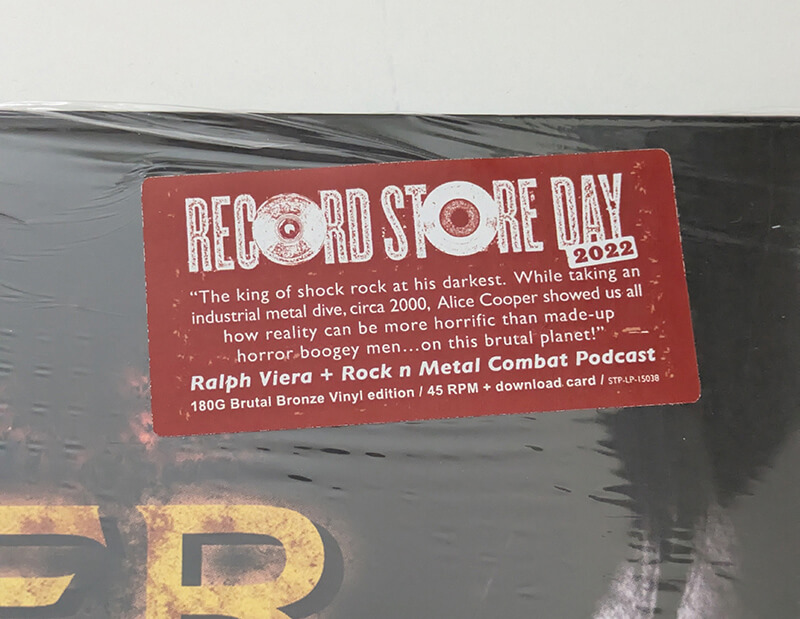 RECORD STORE DAY
2022
“The king of shock rock at his darkest. While taking an
industrial metal dive, circa 2000, Alice Cooper showed us all
how reality can be more horrific than made-up
horror boogey men...on this brutal planet!”
Ralph Viera + Rock n Metal Combat Podcast
180G Brutal Bronze Vinyl edition / 45 RPM + download card / STP-LP-15038
ER